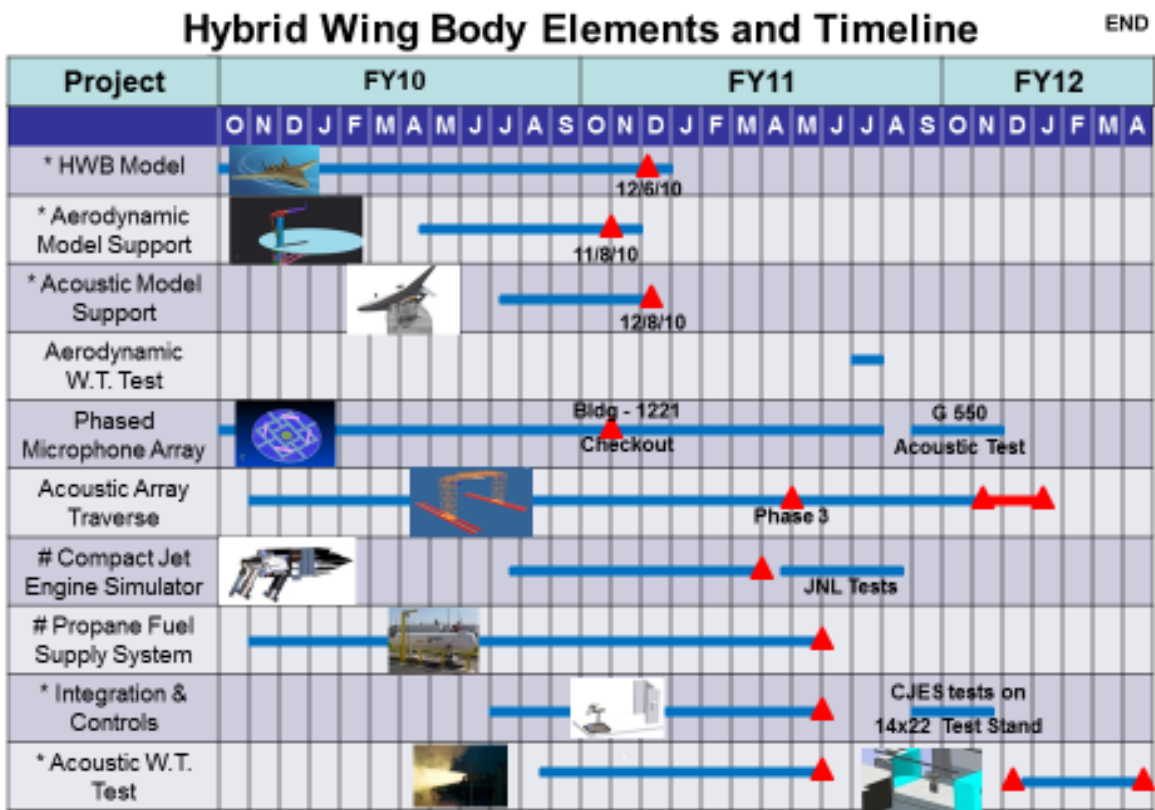 Hybrid Wing Body Elements and Timeline
END
Project FY10 FY11 FY12
O N D J F M A M J J A S O N D J F M A M J J A S O N D J F M A
* HWB Model
12/6/10
* Aerodynamic
Model Support
11/8/10
* Acoustic Model
Support
12/8/10
Aerodynamic
W.T. Test
Phased
Microphone Array
Bldg - 1221
Checkout
G 550
Acoustic Test
Acoustic Array
Traverse
Phase 3
# Compact Jet
Engine Simulator
JNL Tests
# Propane Fuel
Supply System
* Integration &
Controls
CJES tests on
14x22 Test Stand
* Acoustic W.T.
Test